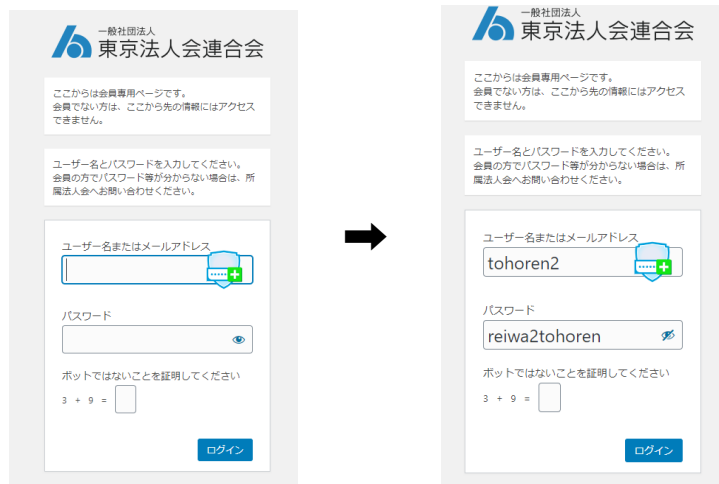 一般社団法人
東京法人会連合会
ここからは会員専用ページです。
会員でない方は、ここから先の情報にはアクセス
できません。
ユーザー名とパスワードを入力してください。
会員の方でパスワード等が分からない場合は、所
属法人会へお問い合わせください。
ユーザー名またはメールアドレス
パスワード
ボットではないことを証明してください
3 + 9 =
ログイン
一般社団法人
東京法人会連合会
ここからは会員専用ページです。
会員でない方は、ここから先の情報にはアクセス
できません。
ユーザー名とパスワードを入力してください。
会員の方でパスワード等が分からない場合は、所
属法人会へお問い合わせください。
ユーザー名またはメールアドレス
tohoren2
パスワード
reiwa2tohoren
ボットではないことを証明してください
3 + 9 =
ログイン